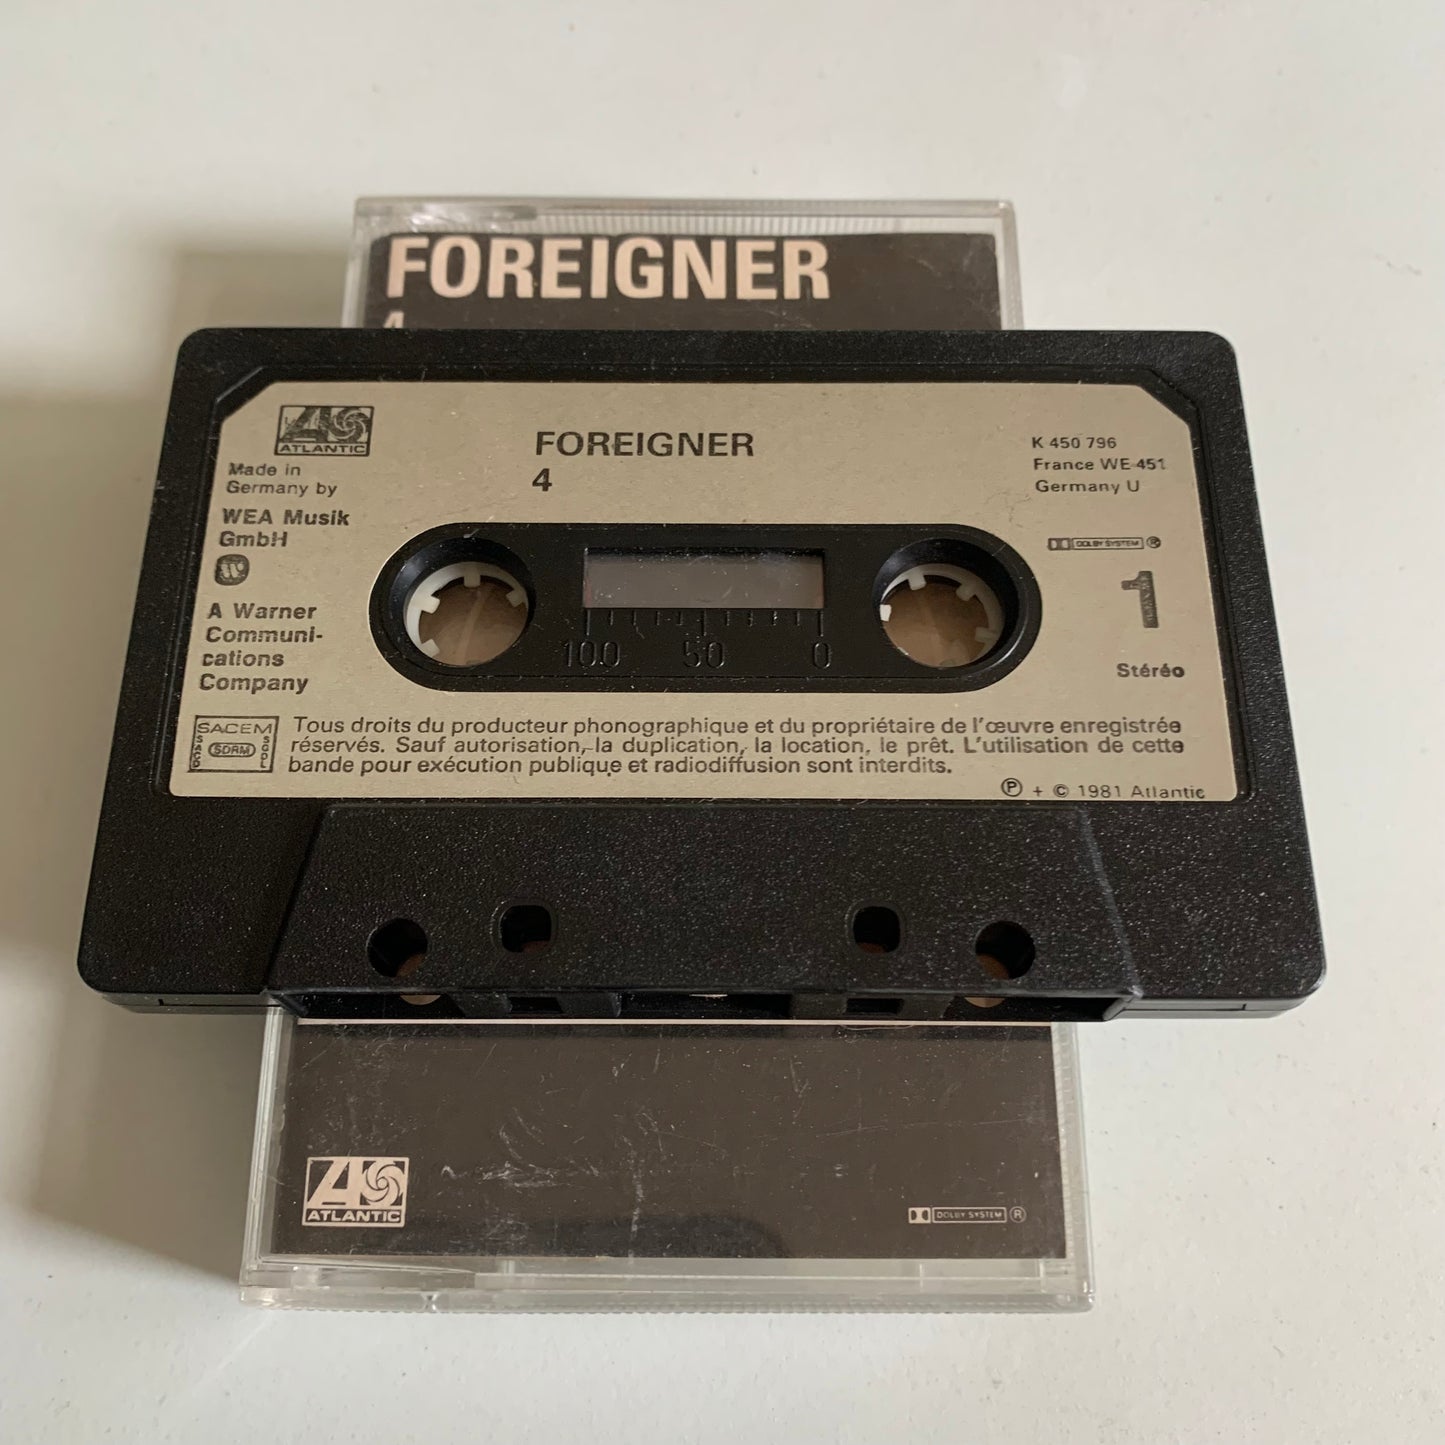 FOREIGNER
4
ATLANTIC
Made in
Germany by
WEA Musik
GmbH
A Warner
Communi-
cations
Company
FOREIGNER
4
K 450 796
France WE 451
Germany U
DOLBY SYSTEM ®
1
Stéréo
100 50 0
SACEM
SACD
SDRM
SGDL
Tous droits du producteur phonographique et du propriétaire de l'œuvre enregistrée
réservés. Sauf autorisation, la duplication, la location, le prêt. L'utilisation de cette
bande pour exécution publique et radiodiffusion sont interdits.
℗ + © 1981 Atlantic
ATLANTIC
DOLBY SYSTEM ®